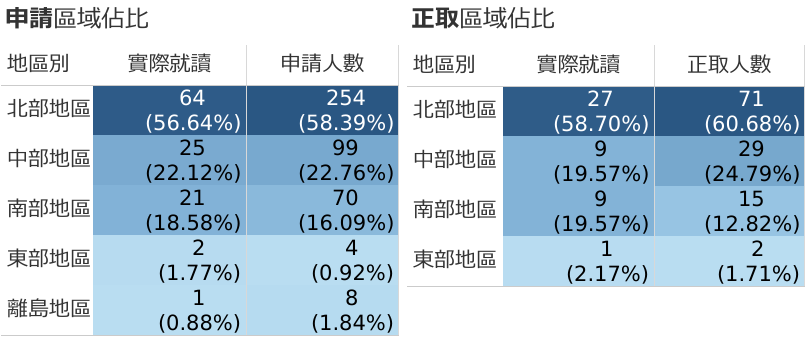 申請區域佔比
地區別 實際就讀 申請人數
北部地區 64 (56.64%) 254 (58.39%)
中部地區 25 (22.12%) 99 (22.76%)
南部地區 21 (18.58%) 70 (16.09%)
東部地區 2 (1.77%) 4 (0.92%)
離島地區 1 (0.88%) 8 (1.84%)
正取區域佔比
地區別 實際就讀 正取人數
北部地區 27 (58.70%) 71 (60.68%)
中部地區 9 (19.57%) 29 (24.79%)
南部地區 9 (19.57%) 15 (12.82%)
東部地區 1 (2.17%) 2 (1.71%)